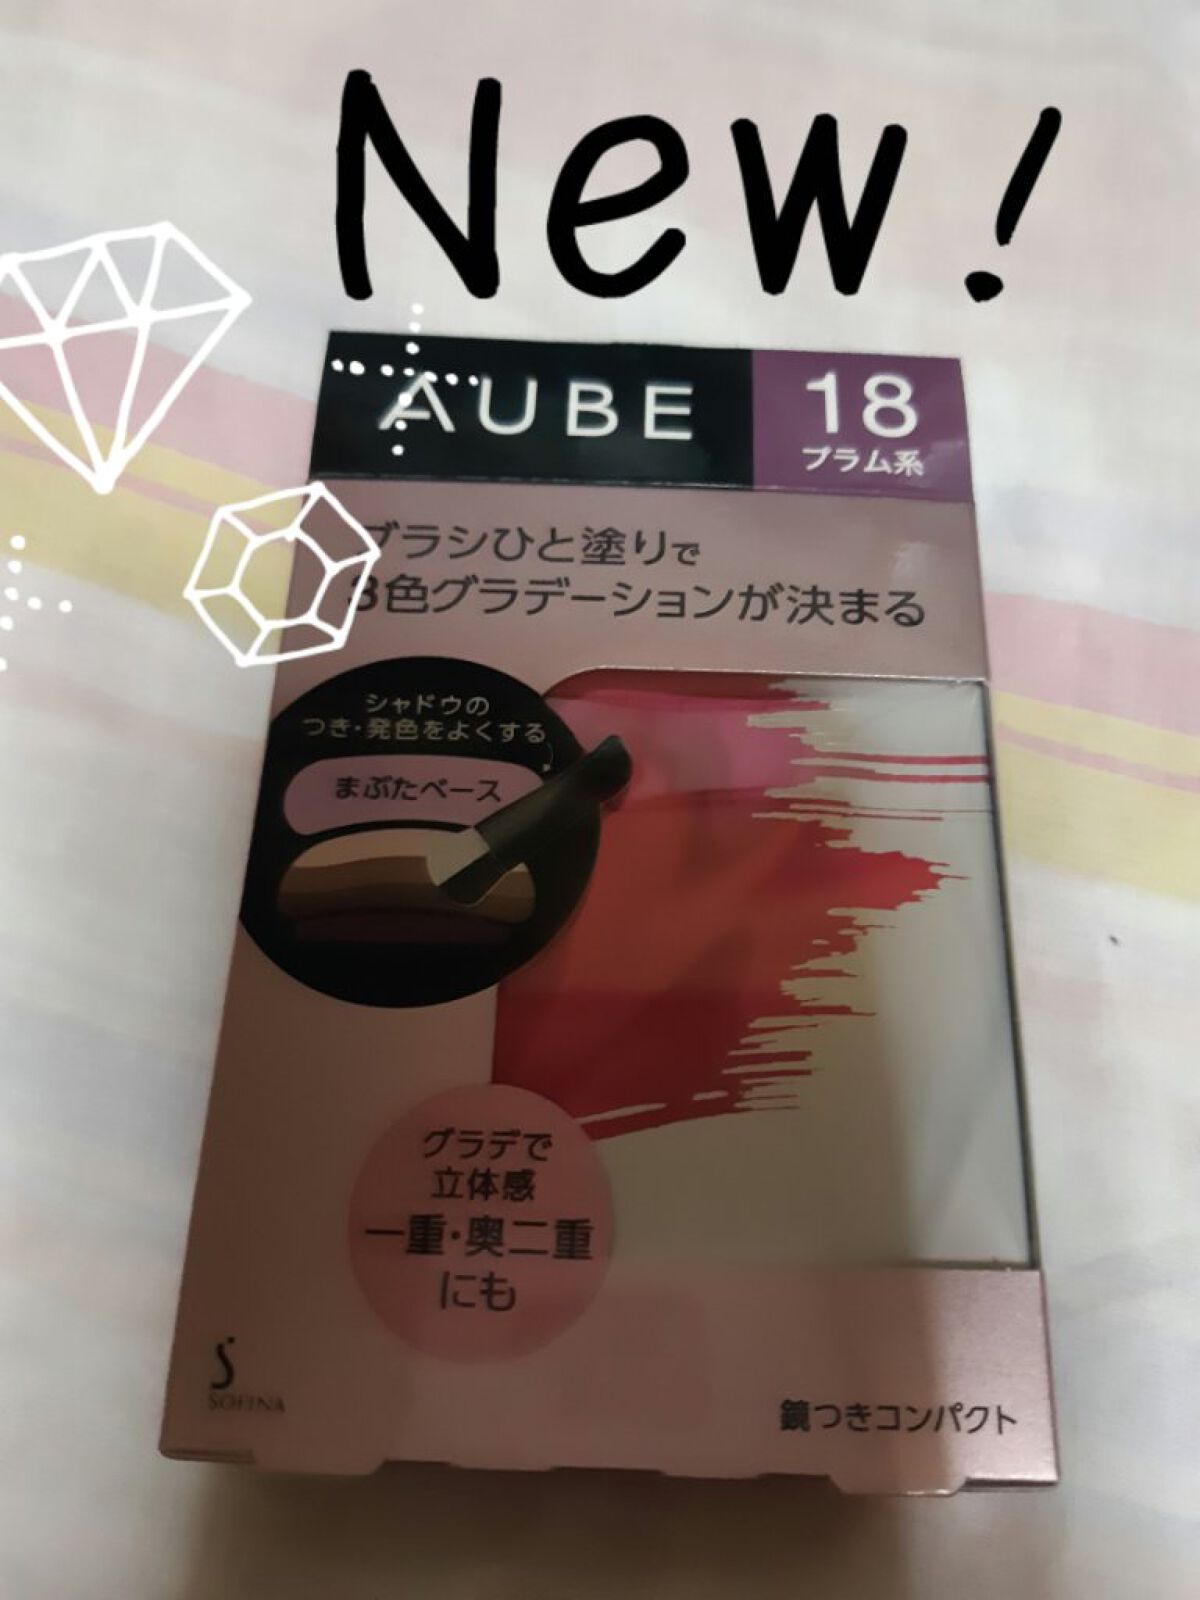 New!
AUBE
18
プラム系
ブラシひと塗りで
3色グラデーションが決まる
シャドウの
つき・発色をよくする
まぶたベース
グラデで
立体感
一重・奥二重
にも
SOFINA
鏡つきコンパクト